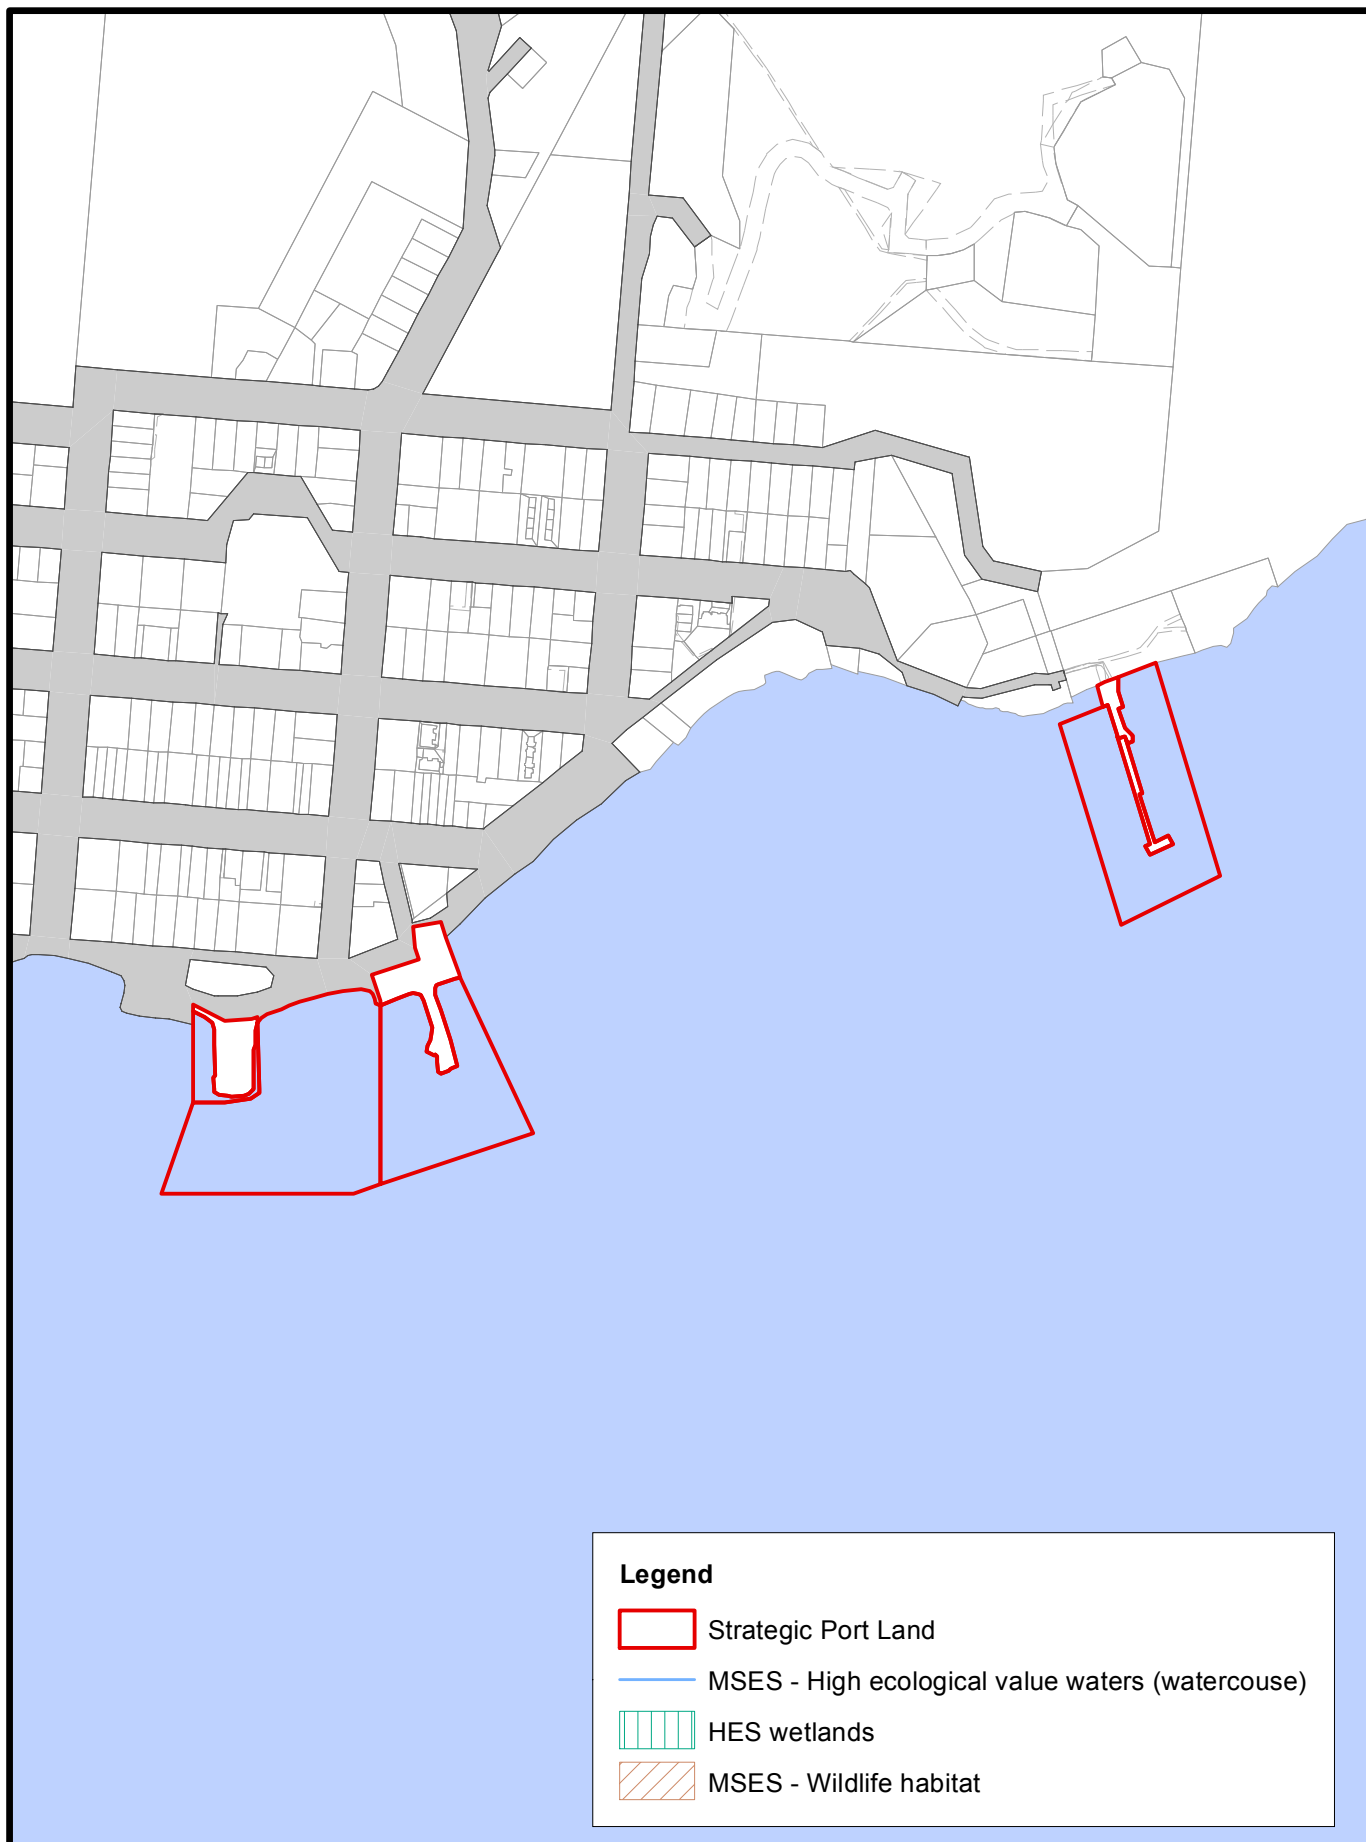 Legend
Strategic Port Land
MSES - High ecological value waters (watercouse)
HES wetlands
MSES - Wildlife habitat